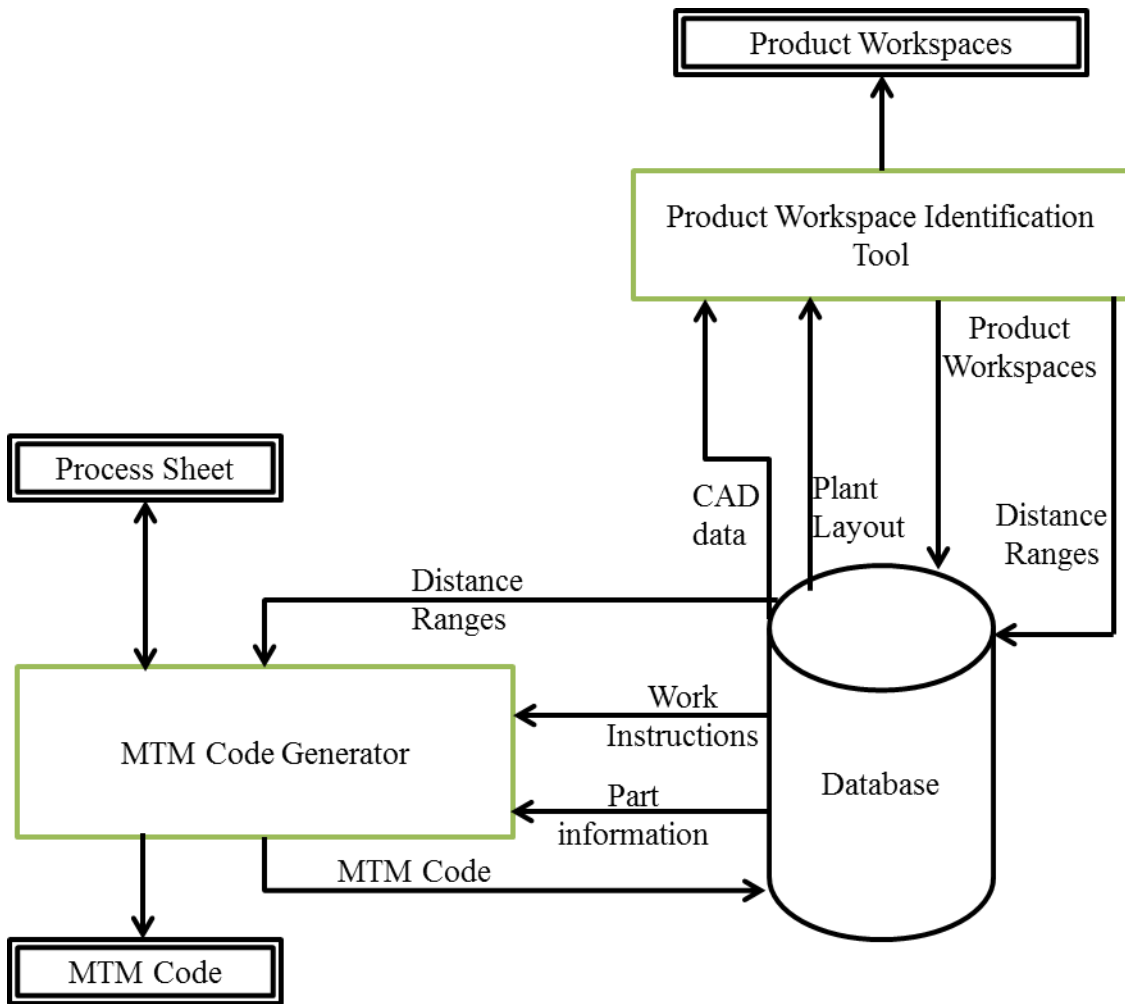 Product Workspaces
Product Workspace Identification
Tool
Product
Workspaces
CAD
data
Plant
Layout
Distance
Ranges
Process Sheet
Distance
Ranges
Work
Instructions
MTM Code Generator
Database
Part
information
MTM Code
MTM Code